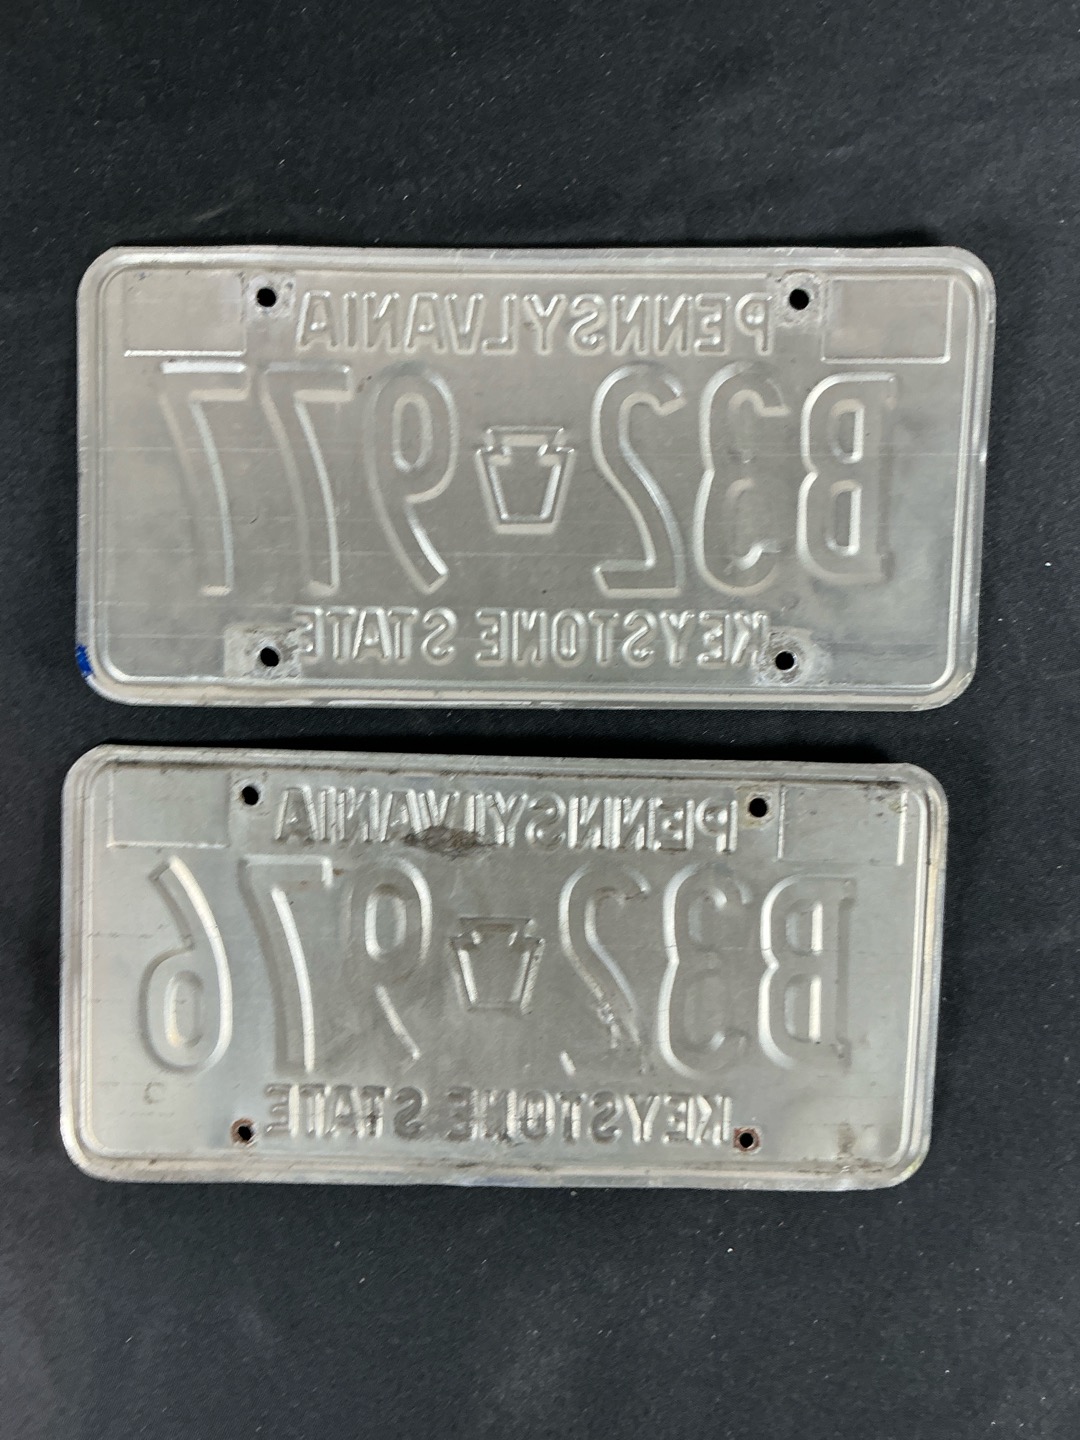 PENNSYLVANIA
B32 977
KEYSTONE STATE
PENNSYLVANIA
B32 976
KEYSTONE STATE